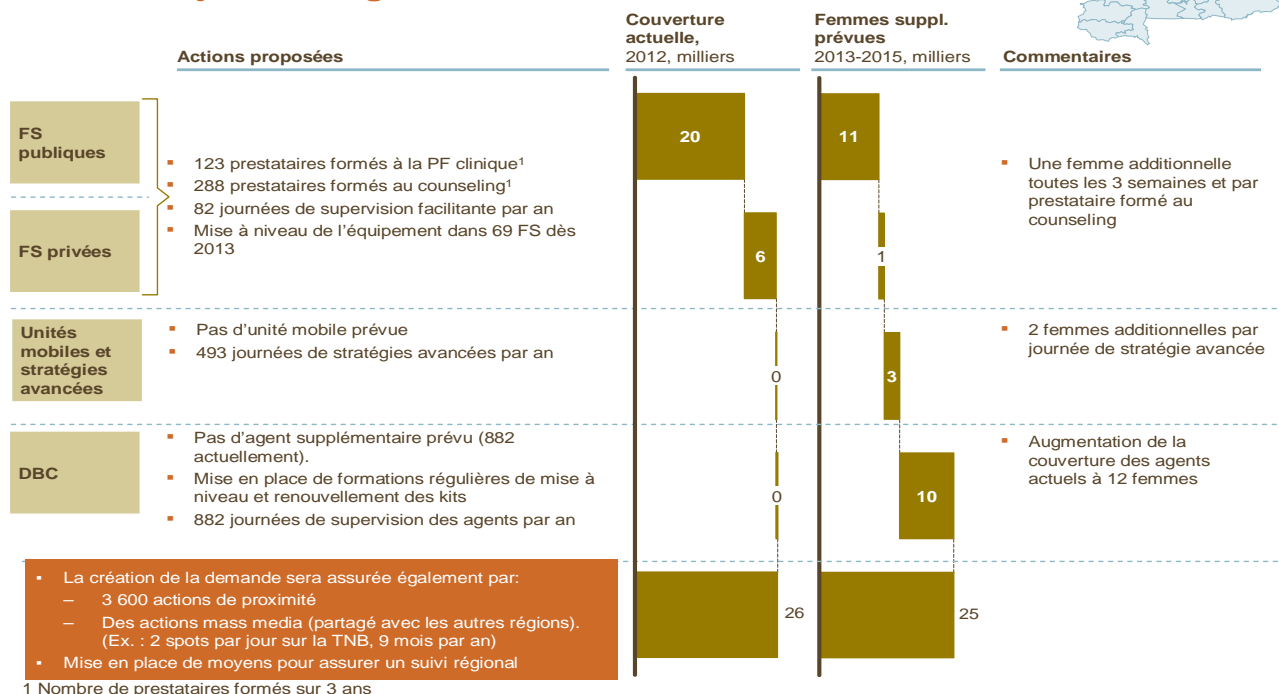 Couverture
actuelle,
2012, milliers
Femmes suppl.
prévues
2013-2015, milliers
Actions proposées
Commentaires
FS
publiques
FS privées
▪ 123 prestataires formés à la PF clinique¹
▪ 288 prestataires formés au counseling¹
▪ 82 journées de supervision facilitante par an
▪ Mise à niveau de l'équipement dans 69 FS dès
2013
20
11
6
1
▪ Une femme additionnelle
toutes les 3 semaines et par
prestataire formé au
counseling
Unités
mobiles et
stratégies
avancées
▪ Pas d'unité mobile prévue
▪ 493 journées de stratégies avancées par an
0
3
▪ 2 femmes additionnelles par
journée de stratégie avancée
DBC
▪ Pas d'agent supplémentaire prévu (882
actuellement).
▪ Mise en place de formations régulières de mise à
niveau et renouvellement des kits
▪ 882 journées de supervision des agents par an
0
10
▪ Augmentation de la
couverture des agents
actuels à 12 femmes
▪ La création de la demande sera assurée également par:
– 3 600 actions de proximité
– Des actions mass media (partagé avec les autres régions).
(Ex. : 2 spots par jour sur la TNB, 9 mois par an)
▪ Mise en place de moyens pour assurer un suivi régional
26
25
1 Nombre de prestataires formés sur 3 ans